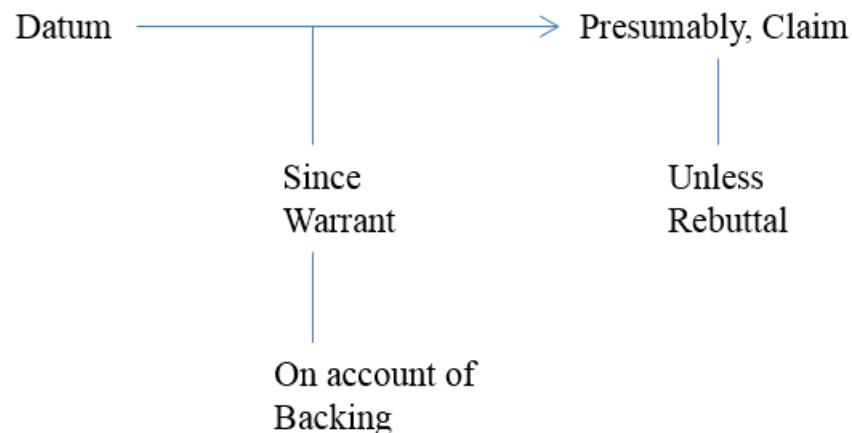 Datum
Presumably, Claim
Since
Warrant
Unless
Rebuttal
On account of
Backing